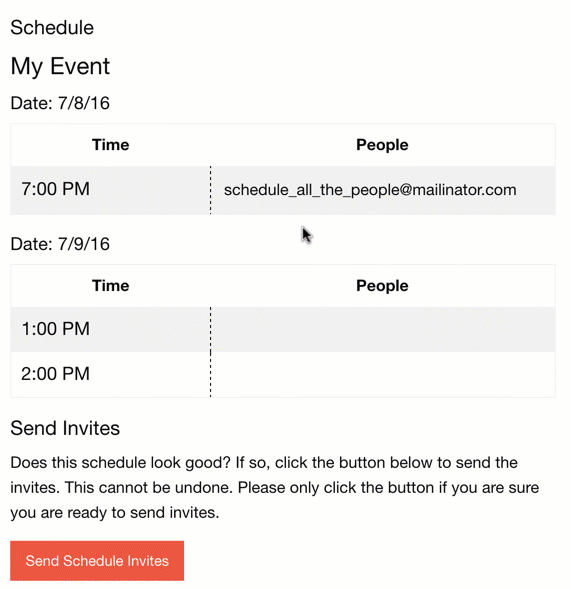 Schedule
My Event
Date: 7/8/16
Time People
7:00 PM schedule_all_the_people@mailinator.com
Date: 7/9/16
Time People
1:00 PM
2:00 PM
Send Invites
Does this schedule look good? If so, click the button below to send the
invites. This cannot be undone. Please only click the button if you are sure
you are ready to send invites.
Send Schedule Invites